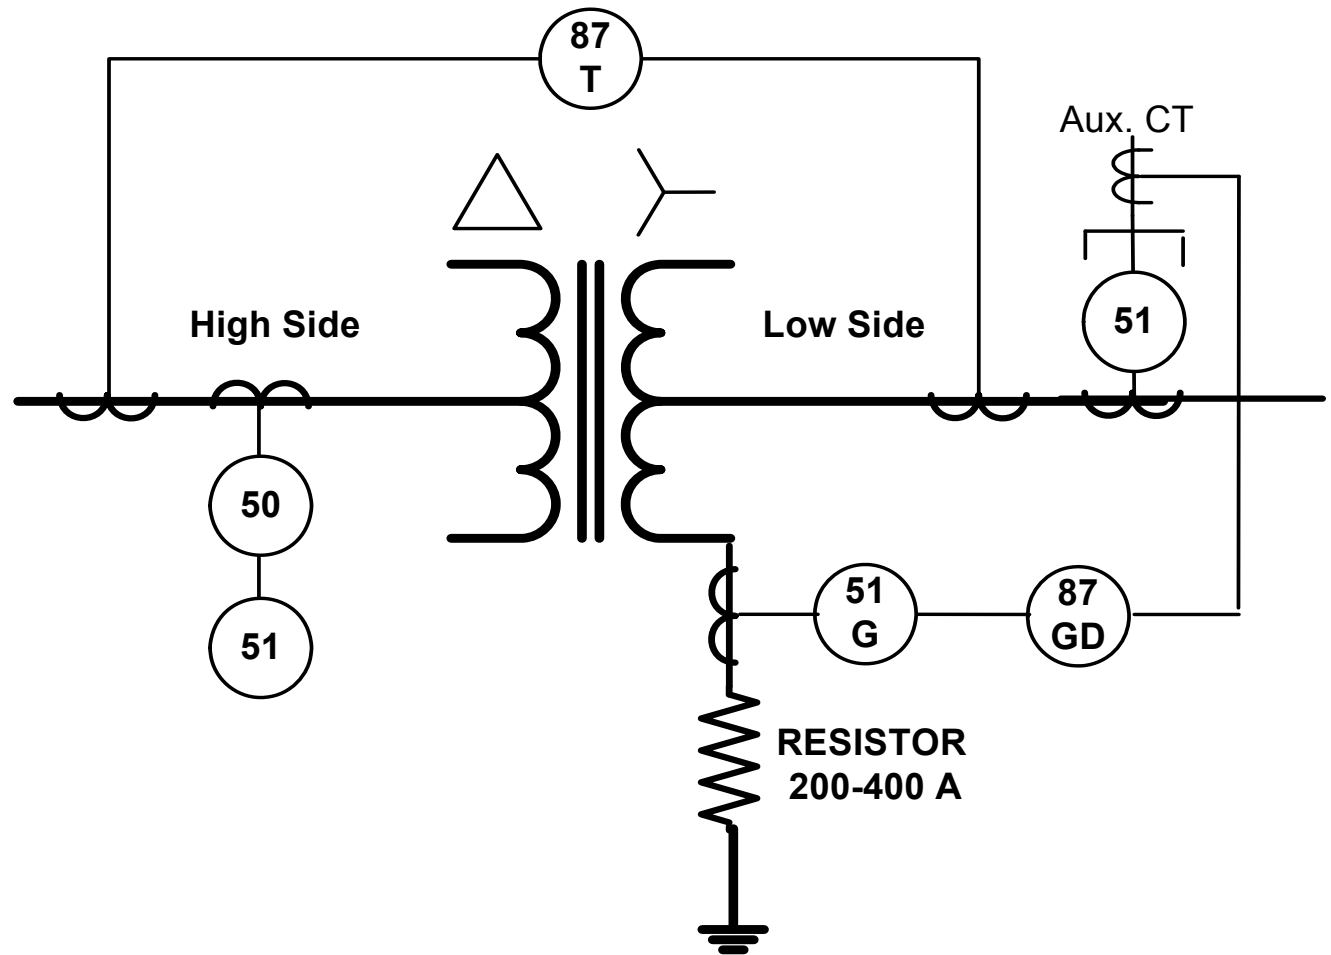 87
T
Aux. CT
High Side
Low Side
51
50
51
51
G
87
GD
RESISTOR
200-400 A